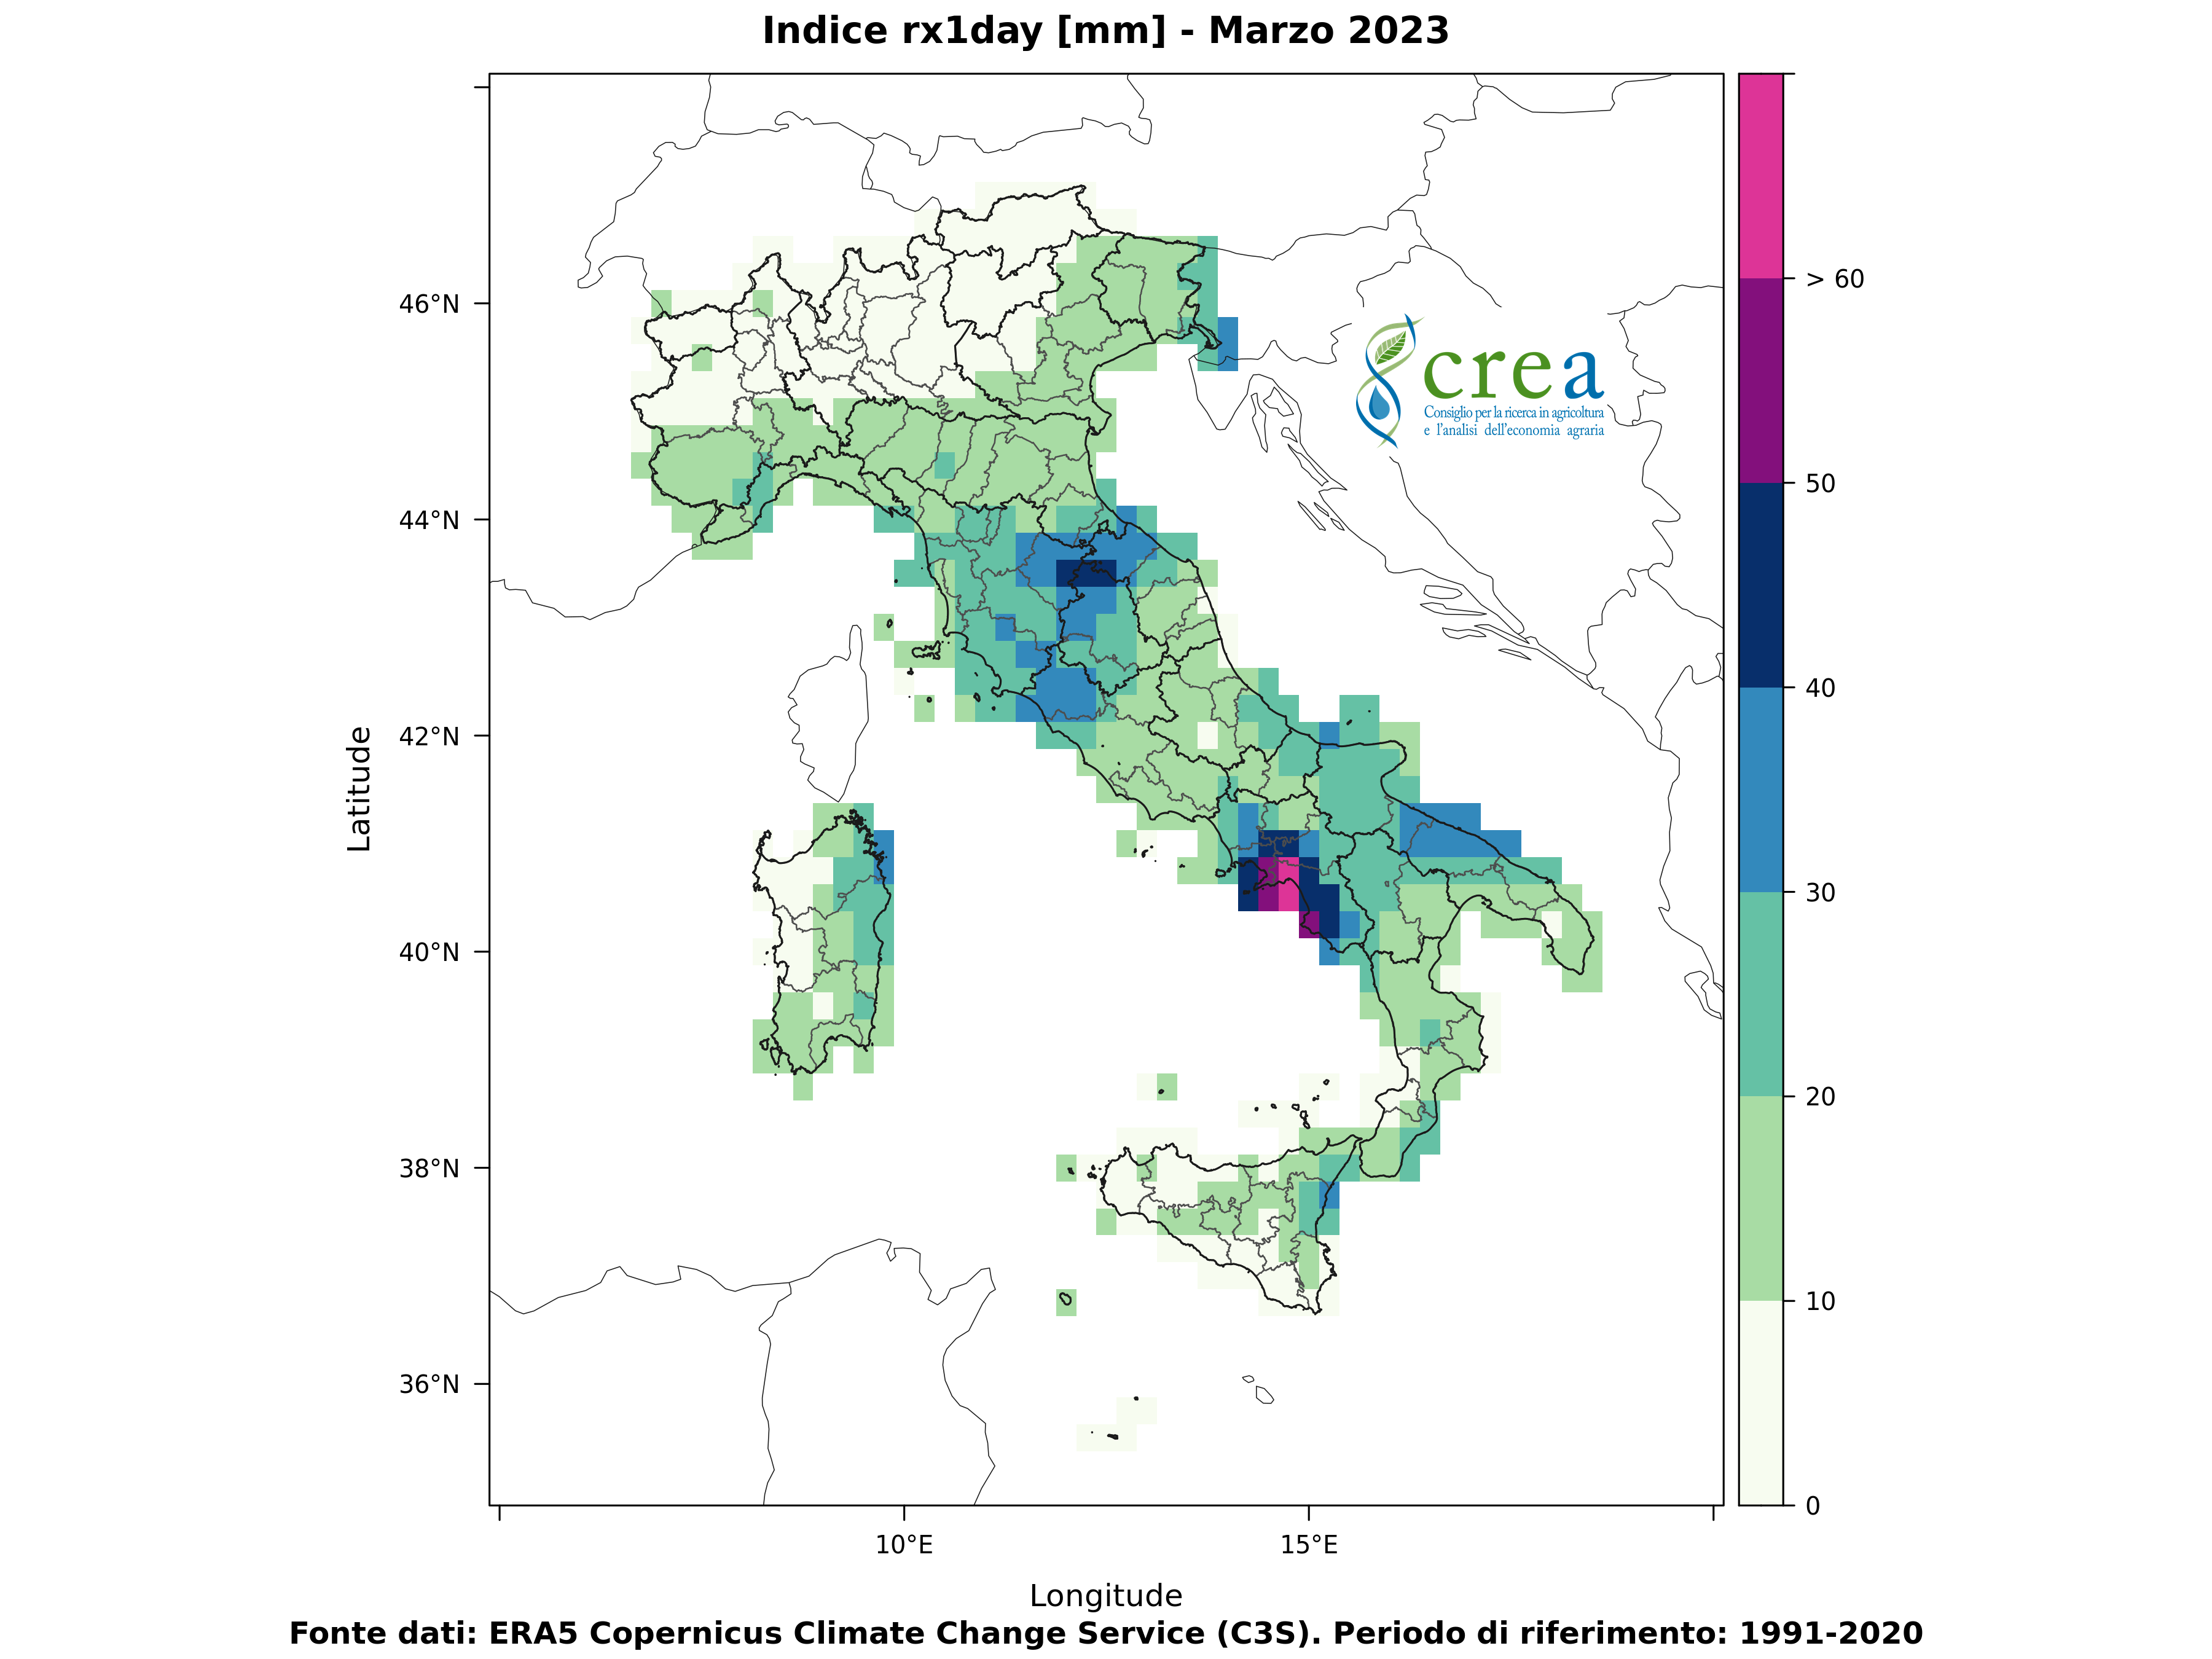 Indice rx1day [mm] - Marzo 2023
> 60
46°N
crea
Consiglio per la ricerca in agricoltura
e l'analisi dell'economia agraria
50
44°N
40
42°N
Latitude
30
40°N
20
38°N
10
36°N
0
10°E
15°E
Longitude
Fonte dati: ERA5 Copernicus Climate Change Service (C3S). Periodo di riferimento: 1991-2020